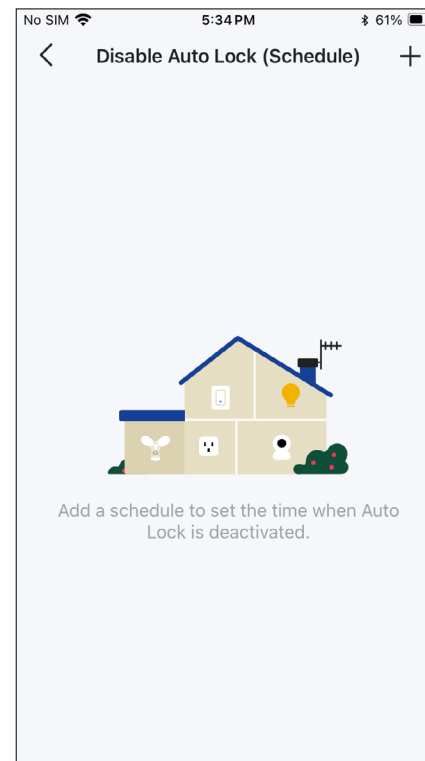 No SIM 5:34 PM 61%
Disable Auto Lock (Schedule) +
Add a schedule to set the time when Auto
Lock is deactivated.